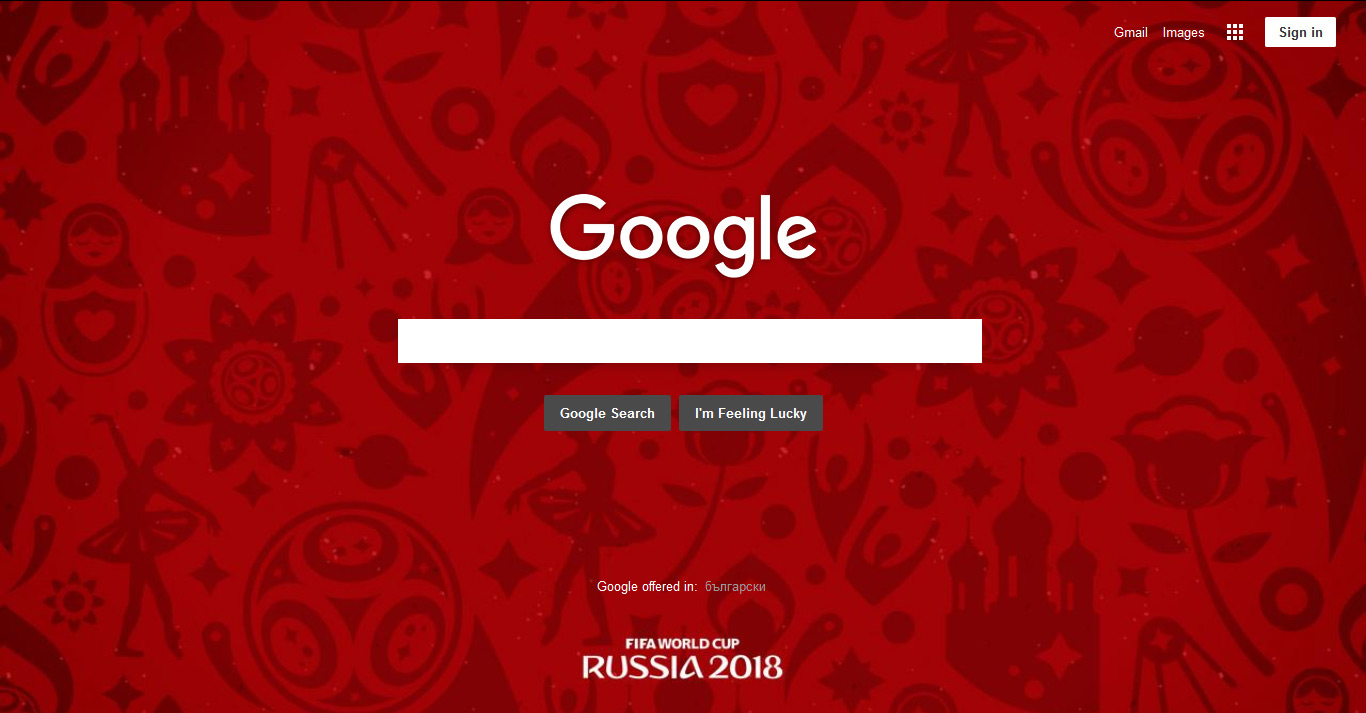 Gmail Images Sign in
Google
Google Search I'm Feeling Lucky
Google offered in: български
FIFA WORLD CUP
RUSSIA 2018